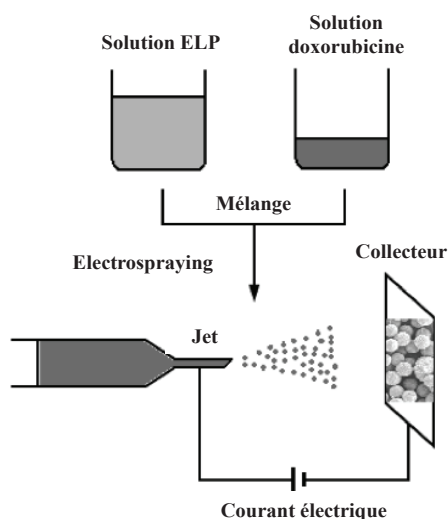 Solution ELP
Solution
doxorubicine
Mélange
Collecteur
Electrospraying
Jet
Courant électrique